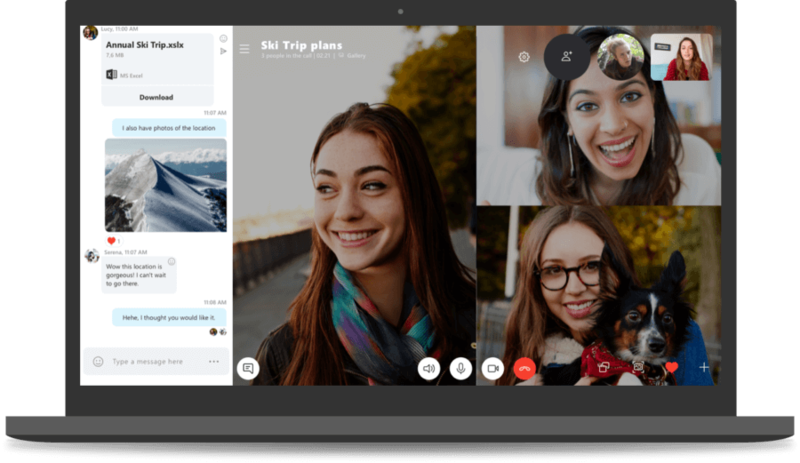 Lucy, 11:00 AM
Annual Ski Trip.xslx
7.6 MB
MS Excel
Download
11:07 AM
I also have photos of the location
1
Serena, 11:07 AM
Wow this location is
gorgeous! I can't wait
to go there.
11:08 AM
Hehe, I thought you would like it.
Type a message here
Ski Trip plans
3 people in the call | 02:21 | Gallery